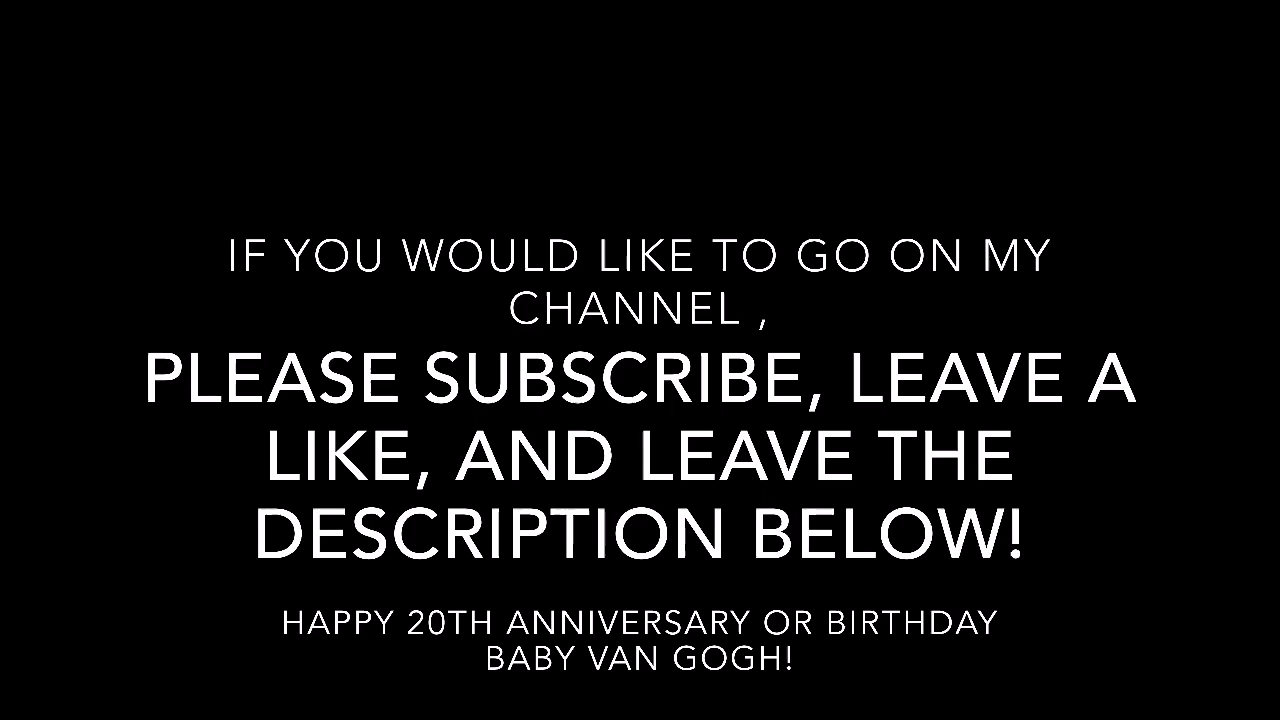 IF YOU WOULD LIKE TO GO ON MY
CHANNEL ,
PLEASE SUBSCRIBE, LEAVE A
LIKE, AND LEAVE THE
DESCRIPTION BELOW!
HAPPY 20TH ANNIVERSARY OR BIRTHDAY
BABY VAN GOGH!